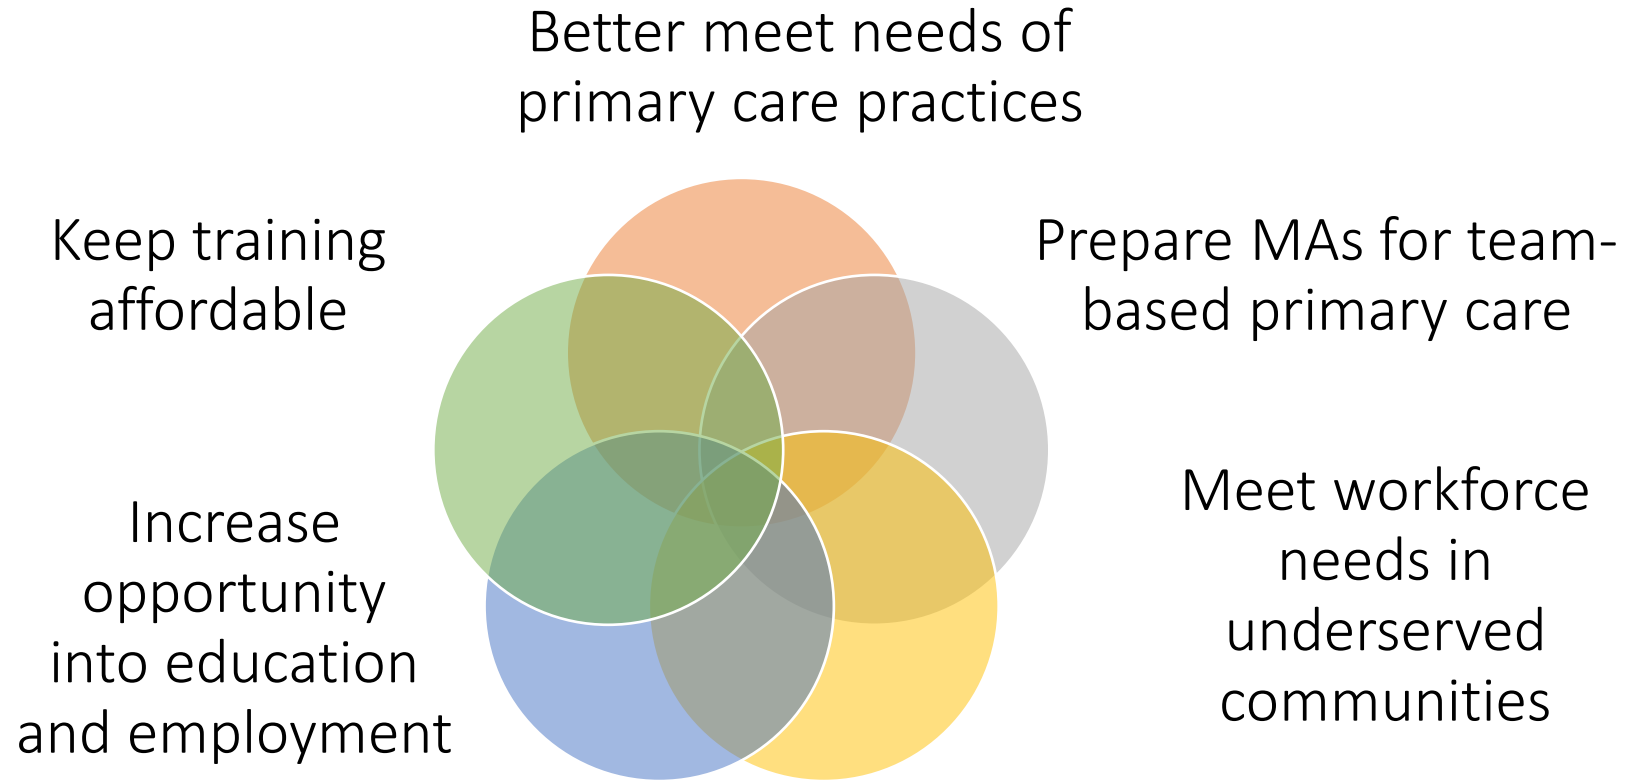 Better meet needs of
primary care practices
Keep training
affordable
Prepare MAs for team-
based primary care
Increase
opportunity
into education
and employment
Meet workforce
needs in
underserved
communities